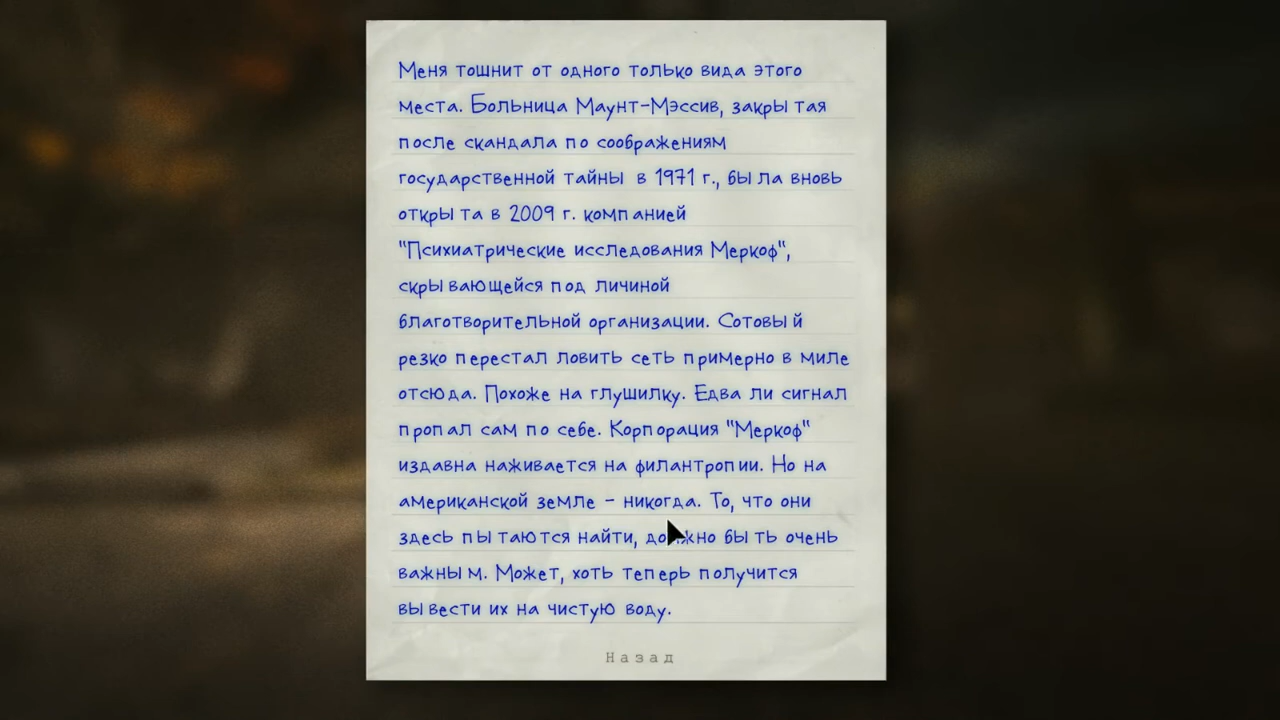 Меня тошнит от одного только вида этого
места. Больница Маунт-Мэссив, закрытая
после скандала по соображениям
государственной тайны в 1971 г., была вновь
открыта в 2009 г. компанией
"Психиатрические исследования Меркоф",
скрывающейся под личиной
благотворительной организации. Сотовый
резко перестал ловить сеть примерно в миле
отсюда. Похоже на глушилку. Едва ли сигнал
пропал сам по себе. Корпорация "Меркоф"
издавна наживается на филантропии. Но на
американской земле - никогда. То, что они
здесь пытаются найти, должно быть очень
важным. Может, хоть теперь получится
вывести их на чистую воду.
Назад